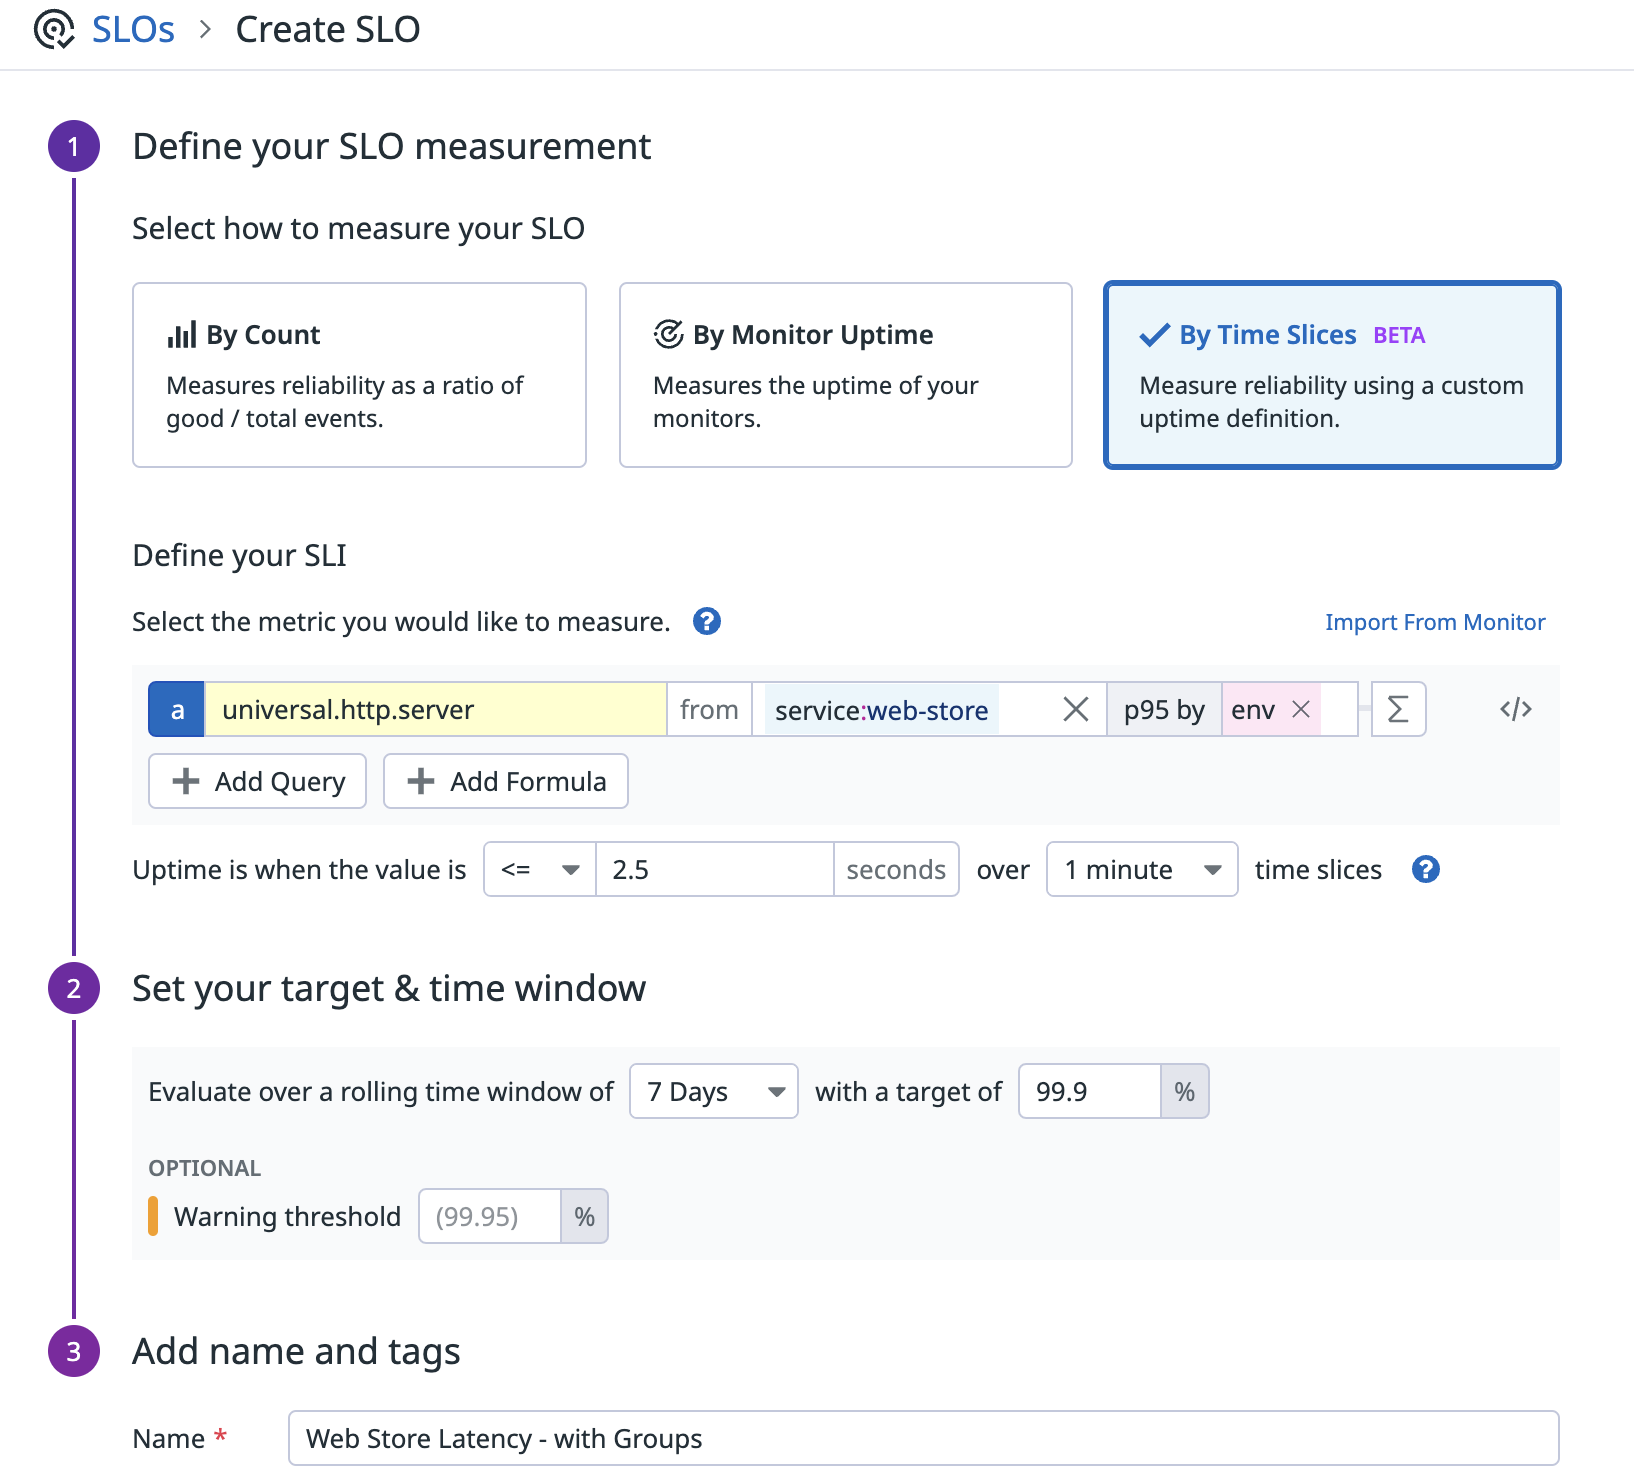 SLOs > Create SLO
1 Define your SLO measurement
Select how to measure your SLO
By Count
Measures reliability as a ratio of
good / total events.
By Monitor Uptime
Measures the uptime of your
monitors.
By Time Slices BETA
Measure reliability using a custom
uptime definition.
Define your SLI
Select the metric you would like to measure. ? Import From Monitor
a universal.http.server from service:web-store p95 by env Σ </>
+ Add Query + Add Formula
Uptime is when the value is <= 2.5 seconds over 1 minute time slices ?
2 Set your target & time window
Evaluate over a rolling time window of 7 Days with a target of 99.9 %
OPTIONAL
Warning threshold (99.95) %
3 Add name and tags
Name * Web Store Latency - with Groups